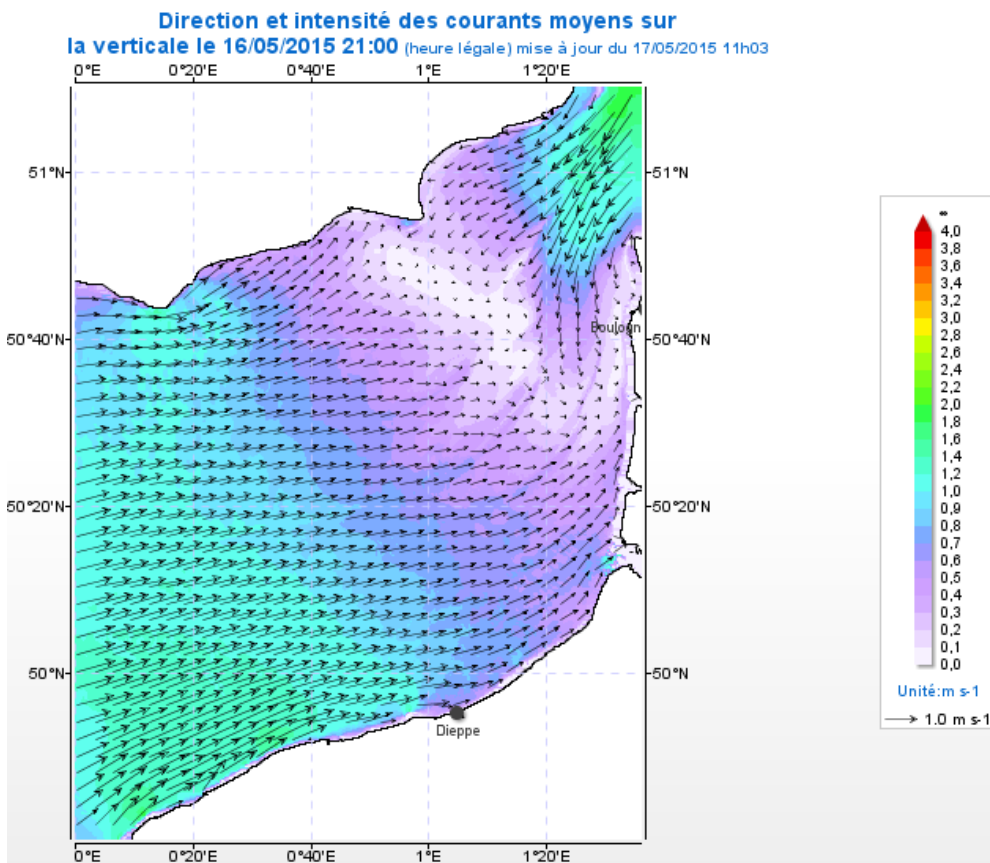 Direction et intensité des courants moyens sur
la verticale le 16/05/2015 21:00 (heure légale) mise à jour du 17/05/2015 11h03
0°E 0°20'E 0°40'E 1°E 1°20'E
51°N 51°N
50°40'N 50°40'N
50°20'N 50°20'N
50°N 50°N
Boulogn
Dieppe
0°E 0°20'E 0°40'E 1°E 1°20'E
∞
4,0
3,8
3,6
3,4
3,2
3,0
2,8
2,6
2,4
2,2
2,0
1,8
1,6
1,4
1,2
1,0
0,9
0,8
0,7
0,6
0,5
0,4
0,3
0,2
0,1
0,0
Unité:m s-1
1.0 m s-1